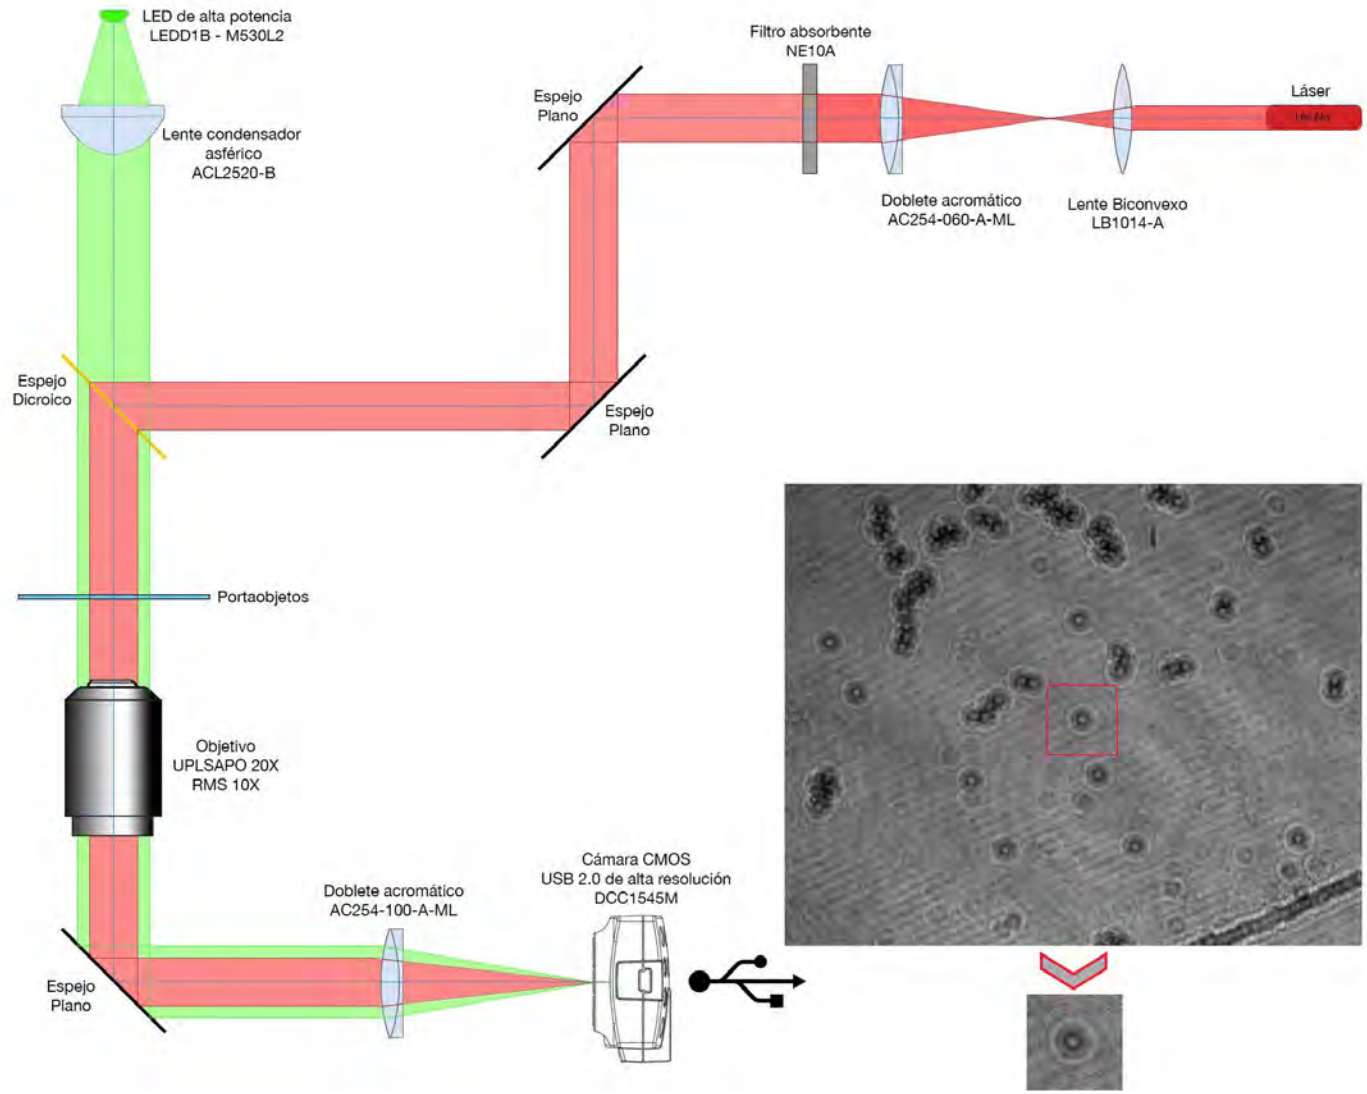 LED de alta potencia
LEDD1B - M530L2
Lente condensador
asférico
ACL2520-B
Espejo
Plano
Filtro absorbente
NE10A
Doblete acromático
AC254-060-A-ML
Lente Biconvexo
LB1014-A
Láser
Espejo
Dicroico
Espejo
Plano
Portaobjetos
Objetivo
UPLSAPO 20X
RMS 10X
Espejo
Plano
Doblete acromático
AC254-100-A-ML
Cámara CMOS
USB 2.0 de alta resolución
DCC1545M